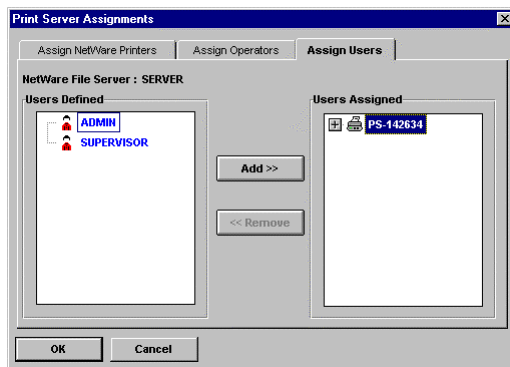 Print Server Assignments
Assign NetWare Printers Assign Operators Assign Users
NetWare File Server : SERVER
Users Defined Users Assigned
ADMIN PS-142634
SUPERVISOR
Add >>
<< Remove
OK Cancel